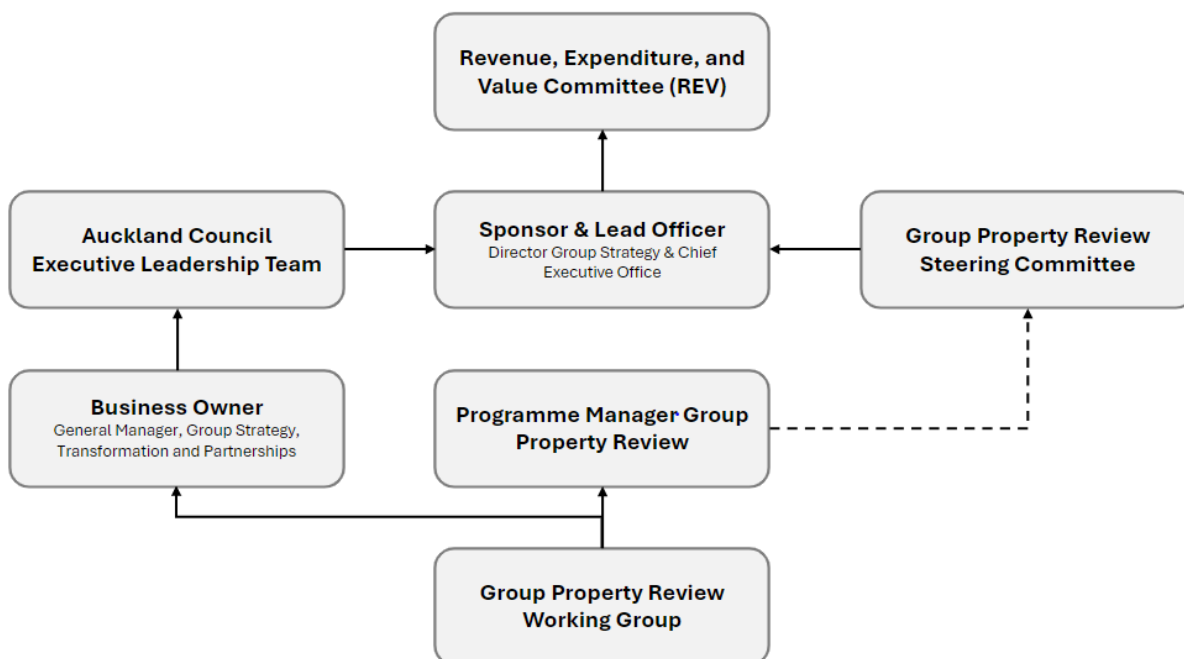 Revenue, Expenditure, and
Value Committee (REV)
Auckland Council
Executive Leadership Team
Sponsor & Lead Officer
Director Group Strategy & Chief
Executive Office
Group Property Review
Steering Committee
Business Owner
General Manager, Group Strategy,
Transformation and Partnerships
Programme Manager Group
Property Review
Group Property Review
Working Group